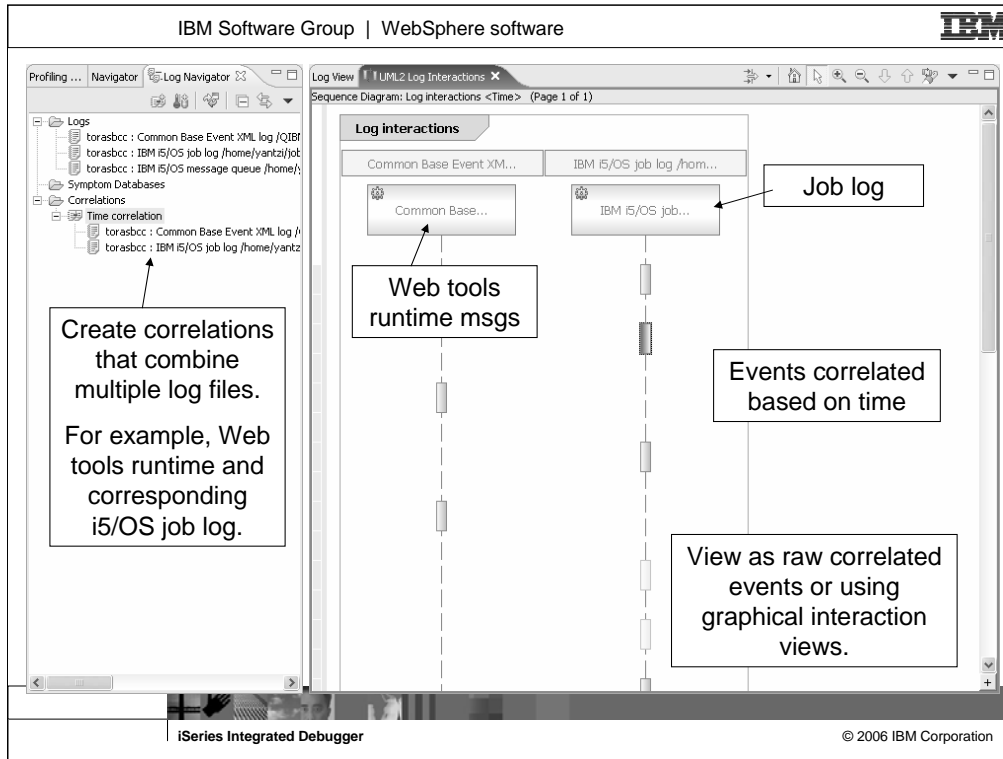 IBM Software Group | WebSphere software
IBM
Profiling ... Navigator Log Navigator
Logs
torasbcc : Common Base Event XML log /QIBM
torasbcc : IBM i5/OS job log /home/yantzi/job
torasbcc : IBM i5/OS message queue /home/y
Symptom Databases
Correlations
Time correlation
torasbcc : Common Base Event XML log /
torasbcc : IBM i5/OS job log /home/yantz
Create correlations
that combine
multiple log files.
For example, Web
tools runtime and
corresponding
i5/OS job log.
Log View UML2 Log Interactions
Sequence Diagram: Log interactions <Time> (Page 1 of 1)
Log interactions
Common Base Event XM...
IBM i5/OS job log /hom...
Common Base...
IBM i5/OS job...
Job log
Web tools
runtime msgs
Events correlated
based on time
View as raw correlated
events or using
graphical interaction
views.
iSeries Integrated Debugger
© 2006 IBM Corporation